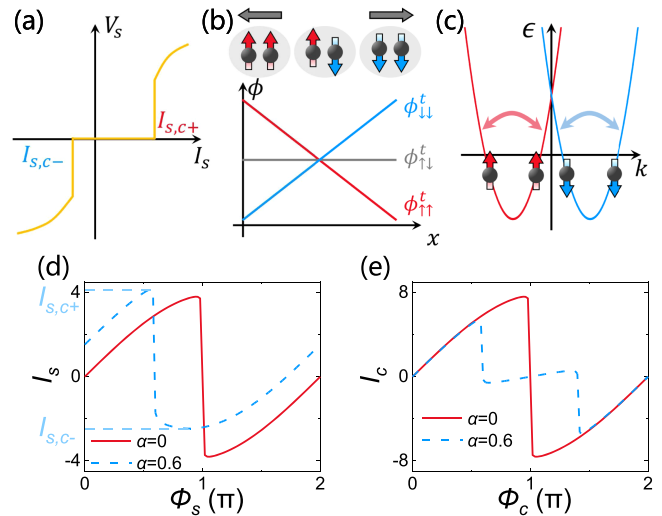 (a)
V_s
I_{s,c+}
I_{s,c-}
I_s
(b)
ϕ
ϕ^t_{↓↓}
ϕ^t_{↑↓}
ϕ^t_{↑↑}
x
(c)
ϵ
k
(d)
I_{s,c+}
4
0
I_{s,c-}
-4
I_s
α=0
α=0.6
0
1
2
Φ_s (π)
(e)
8
0
-8
I_c
α=0
α=0.6
0
1
2
Φ_c (π)